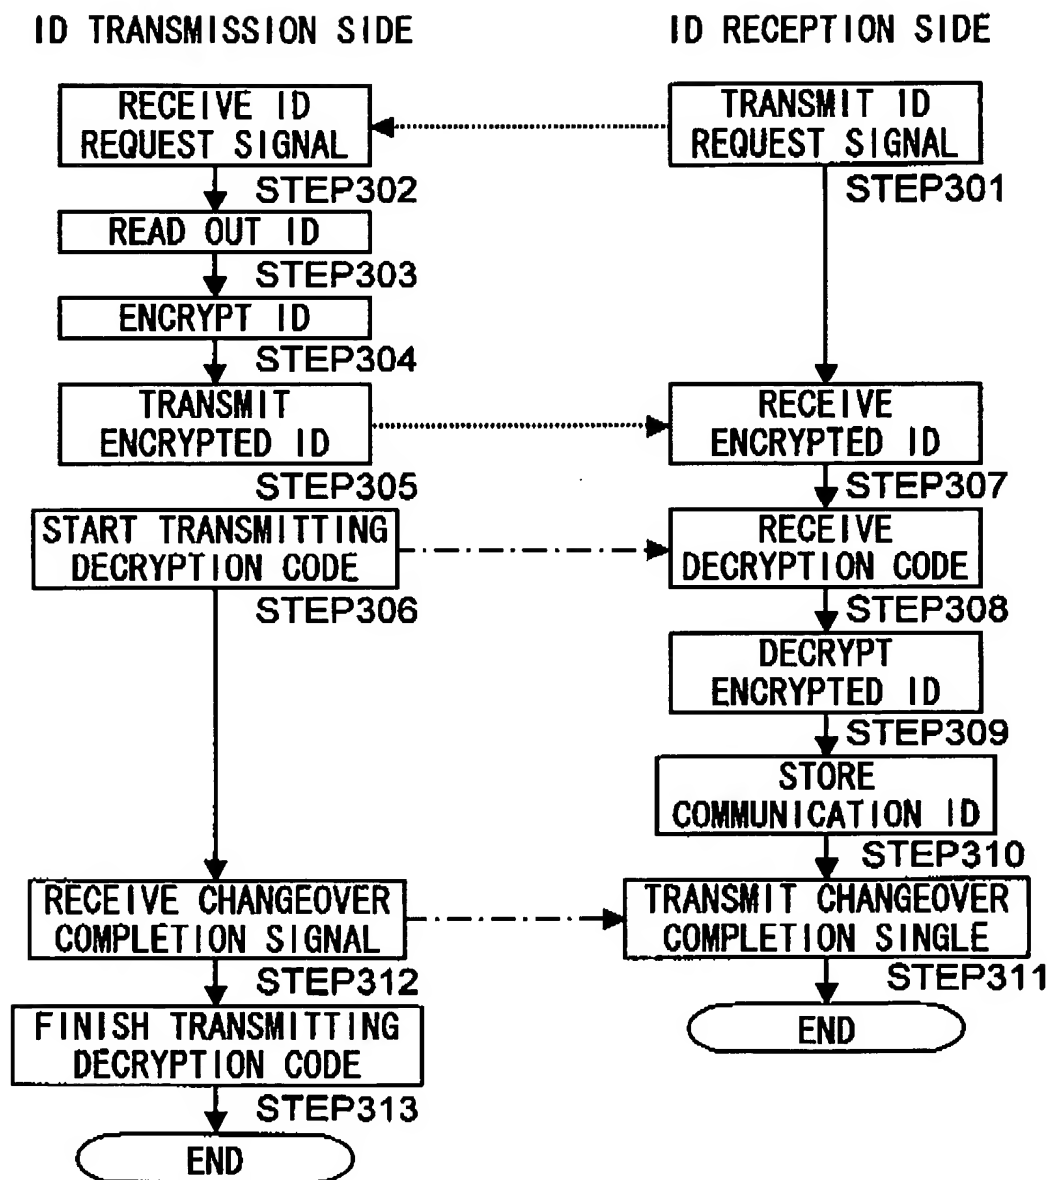 ID TRANSMISSION SIDE
ID RECEPTION SIDE
RECEIVE ID
REQUEST SIGNAL
TRANSMIT ID
REQUEST SIGNAL
STEP302
STEP301
READ OUT ID
STEP303
ENCRYPT ID
STEP304
TRANSMIT
ENCRYPTED ID
RECEIVE
ENCRYPTED ID
STEP305
STEP307
START TRANSMITTING
DECRYPTION CODE
RECEIVE
DECRYPTION CODE
STEP306
STEP308
DECRYPT
ENCRYPTED ID
STEP309
STORE
COMMUNICATION ID
STEP310
RECEIVE CHANGEOVER
COMPLETION SIGNAL
TRANSMIT CHANGEOVER
COMPLETION SINGLE
STEP312
STEP311
FINISH TRANSMITTING
DECRYPTION CODE
END
STEP313
END